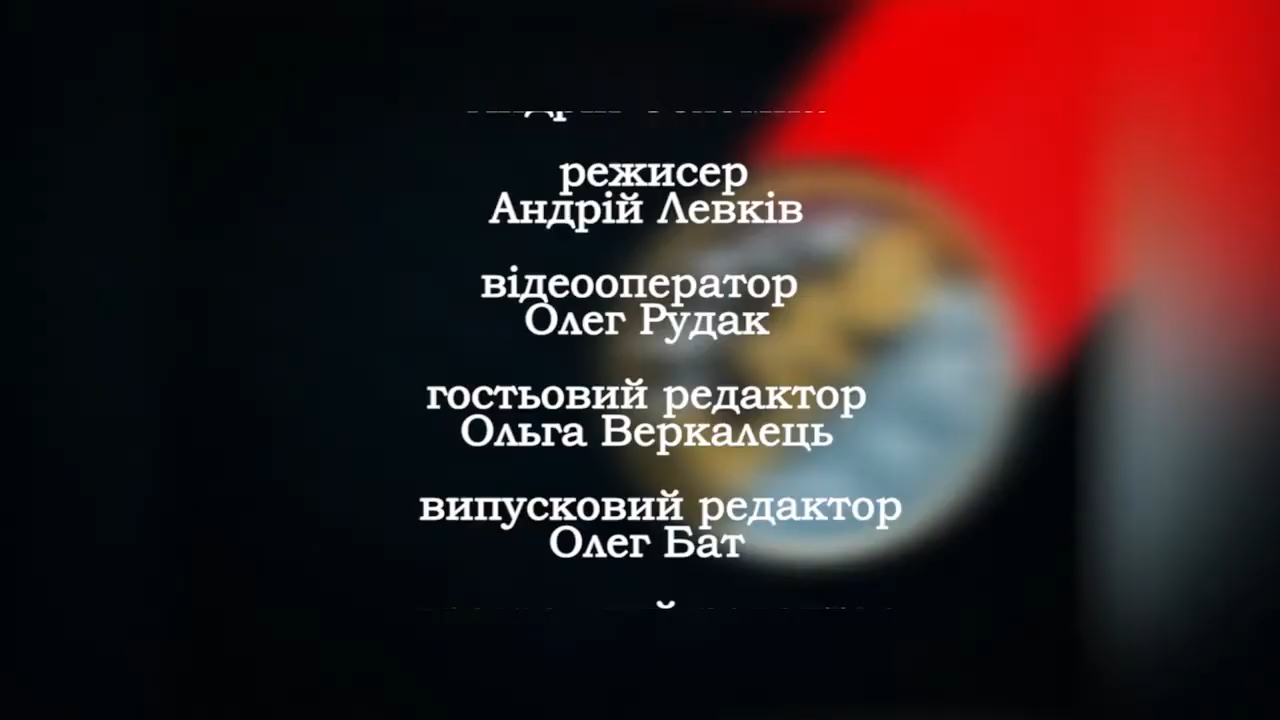 режисер
Андрій Левків
відеооператор
Олег Рудак
гостьовий редактор
Ольга Веркалець
випусковий редактор
Олег Бат